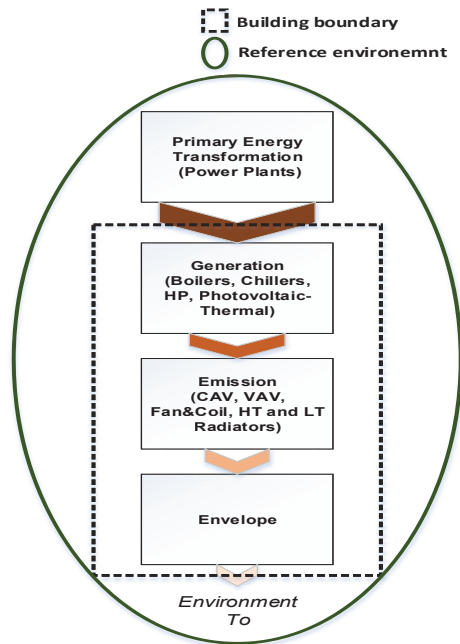 Building boundary
Reference environemnt
Primary Energy
Transformation
(Power Plants)
Generation
(Boilers, Chillers,
HP, Photovoltaic-
Thermal)
Emission
(CAV, VAV,
Fan&Coil, HT and LT
Radiators)
Envelope
Environment
To